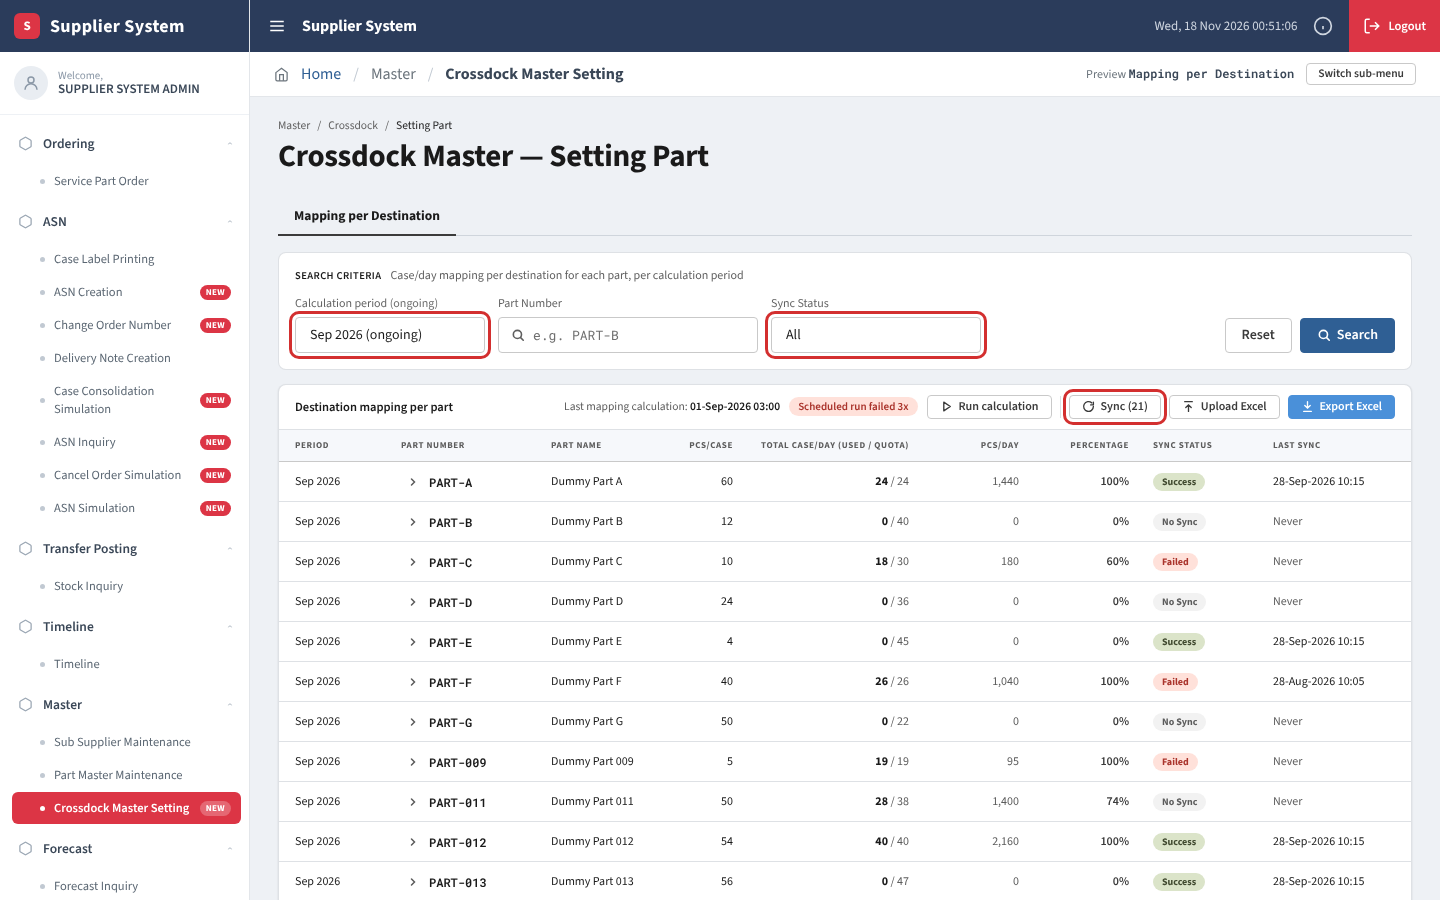 S Supplier System
Supplier System
Wed, 18 Nov 2026 00:51:06
Logout
Welcome,
SUPPLIER SYSTEM ADMIN
Home / Master / Crossdock Master Setting
Preview Mapping per Destination
Switch sub-menu
Ordering
Service Part Order
ASN
Case Label Printing
ASN Creation NEW
Change Order Number NEW
Delivery Note Creation
Case Consolidation
Simulation NEW
ASN Inquiry NEW
Cancel Order Simulation NEW
ASN Simulation NEW
Transfer Posting
Stock Inquiry
Timeline
Timeline
Master
Sub Supplier Maintenance
Part Master Maintenance
Crossdock Master Setting NEW
Forecast
Forecast Inquiry
Master / Crossdock / Setting Part
Crossdock Master — Setting Part
Mapping per Destination
SEARCH CRITERIA Case/day mapping per destination for each part, per calculation period
Calculation period (ongoing) Part Number Sync Status
Sep 2026 (ongoing) e.g. PART-B All Reset Search
Destination mapping per part Last mapping calculation: 01-Sep-2026 03:00 Scheduled run failed 3x Run calculation Sync (21) Upload Excel Export Excel
PERIOD PART NUMBER PART NAME PCS/CASE TOTAL CASE/DAY (USED / QUOTA) PCS/DAY PERCENTAGE SYNC STATUS LAST SYNC
Sep 2026 PART-A Dummy Part A 60 24 / 24 1,440 100% Success 28-Sep-2026 10:15
Sep 2026 PART-B Dummy Part B 12 0 / 40 0 0% No Sync Never
Sep 2026 PART-C Dummy Part C 10 18 / 30 180 60% Failed Never
Sep 2026 PART-D Dummy Part D 24 0 / 36 0 0% No Sync Never
Sep 2026 PART-E Dummy Part E 4 0 / 45 0 0% Success 28-Sep-2026 10:15
Sep 2026 PART-F Dummy Part F 40 26 / 26 1,040 100% Failed 28-Aug-2026 10:05
Sep 2026 PART-G Dummy Part G 50 0 / 22 0 0% No Sync Never
Sep 2026 PART-009 Dummy Part 009 5 19 / 19 95 100% Failed Never
Sep 2026 PART-011 Dummy Part 011 50 28 / 38 1,400 74% No Sync Never
Sep 2026 PART-012 Dummy Part 012 54 40 / 40 2,160 100% Success 28-Sep-2026 10:15
Sep 2026 PART-013 Dummy Part 013 56 0 / 47 0 0% Success 28-Sep-2026 10:15